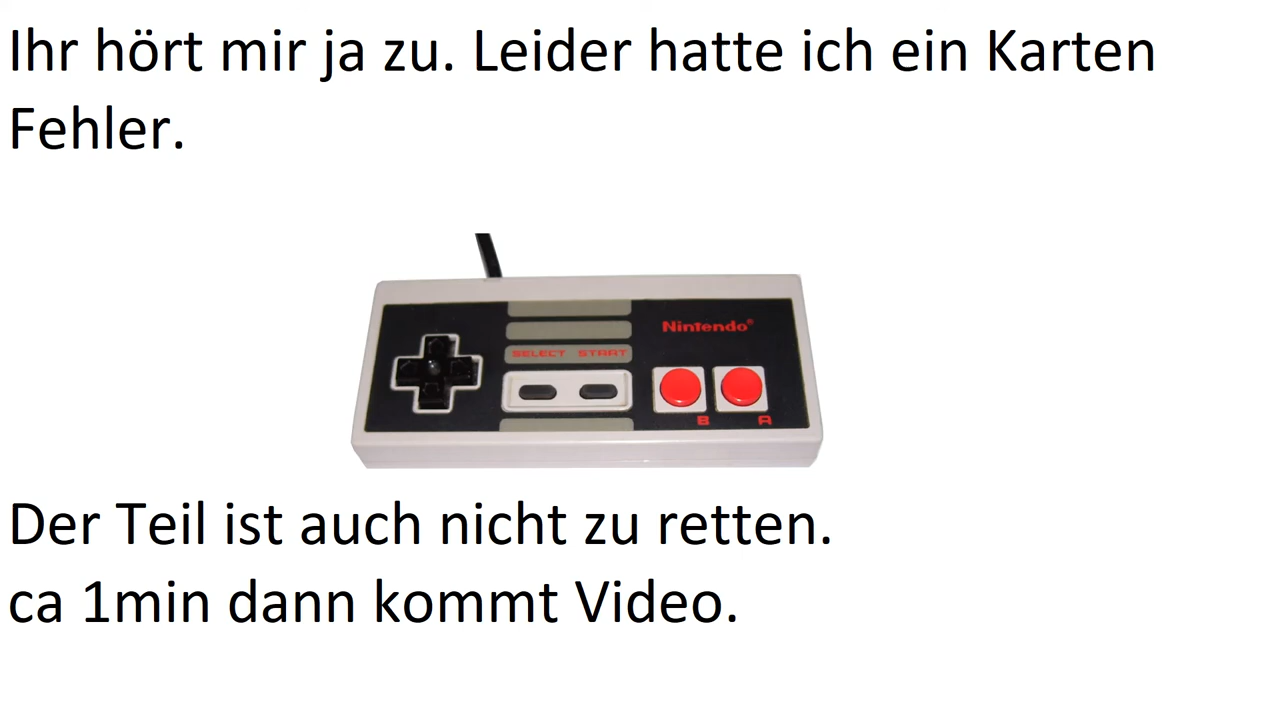 Ihr hört mir ja zu. Leider hatte ich ein Karten
Fehler.
Nintendo®
SELECT START
B A
Der Teil ist auch nicht zu retten.
ca 1min dann kommt Video.